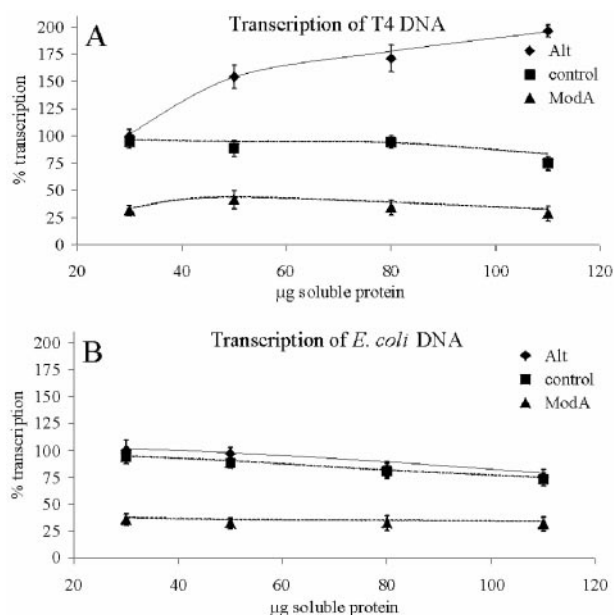 A
Transcription of T4 DNA
200
175
150
125
100
75
50
25
0
% transcription
Alt
control
ModA
20
40
60
80
100
120
µg soluble protein
B
Transcription of E. coli DNA
200
175
150
125
100
75
50
25
0
% transcription
Alt
control
ModA
20
40
60
80
100
120
µg soluble protein